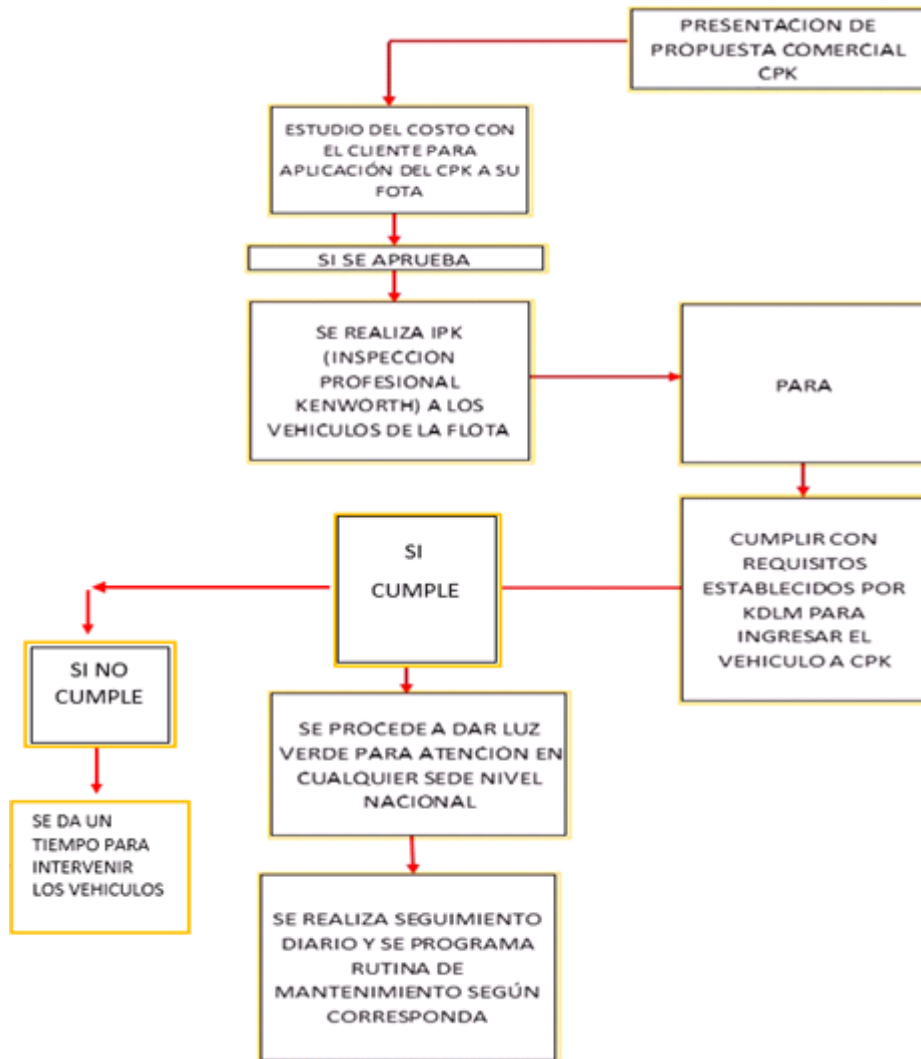 PRESENTACION DE
PROPUESTA COMERCIAL
CPK
ESTUDIO DEL COSTO CON
EL CLIENTE PARA
APLICACIÓN DEL CPK A SU
FOTA
SI SE APRUEBA
SE REALIZA IPK
(INSPECCION
PROFESIONAL
KENWORTH) A LOS
VEHICULOS DE LA FLOTA
PARA
CUMPLIR CON
REQUISITOS
ESTABLECIDOS POR
KDLM PARA
INGRESAR EL
VEHICULO A CPK
SI
CUMPLE
SI NO
CUMPLE
SE DA UN
TIEMPO PARA
INTERVENIR
LOS VEHICULOS
SE PROCEDE A DAR LUZ
VERDE PARA ATENCION EN
CUALQUIER SEDE NIVEL
NACIONAL
SE REALIZA SEGUIMIENTO
DIARIO Y SE PROGRAMA
RUTINA DE
MANTENIMIENTO SEGÚN
CORRESPONDA